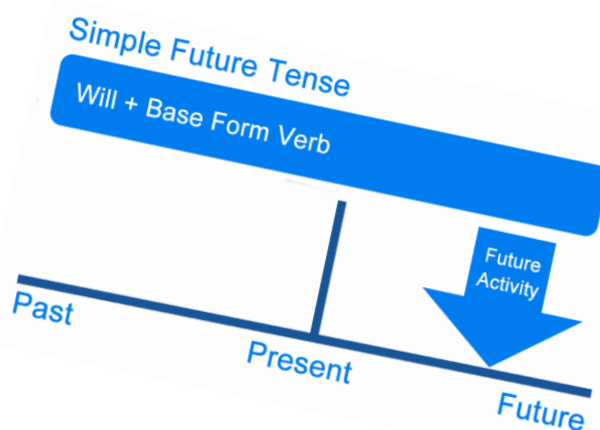 Simple Future Tense
Will + Base Form Verb
Future
Activity
Past
Present
Future